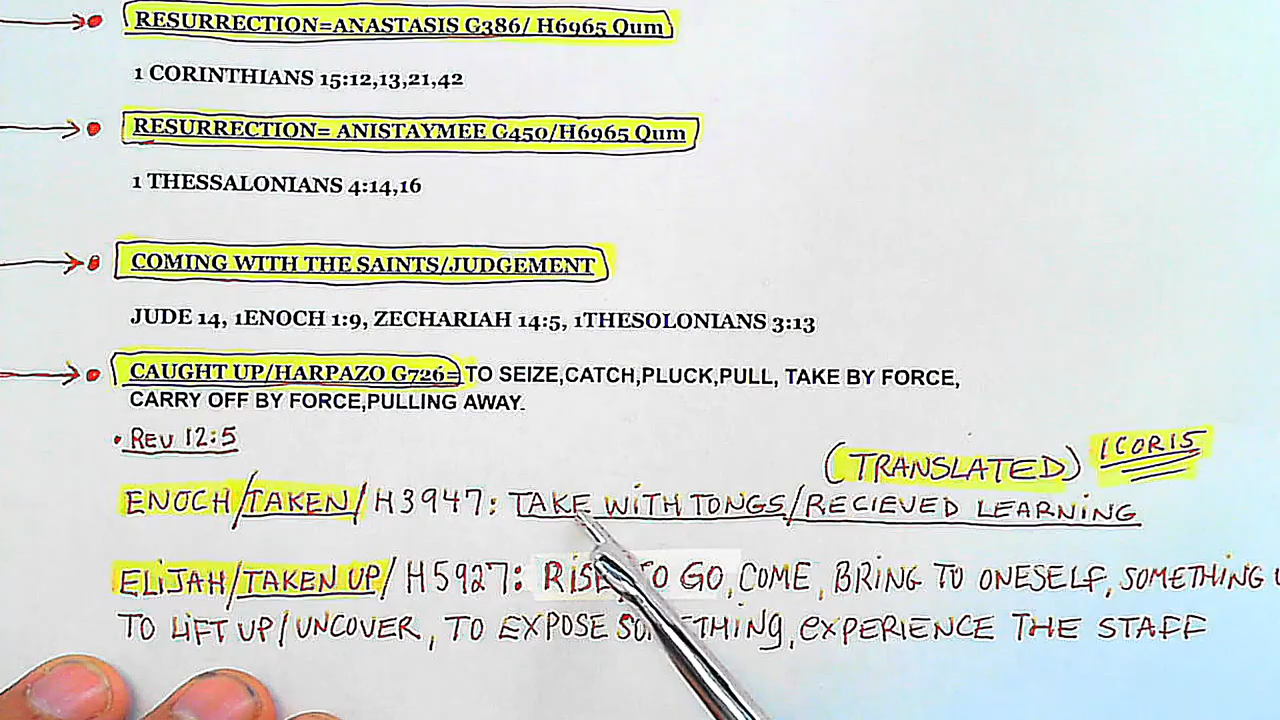 RESURRECTION=ANASTASIS G386/ H6965 Qum
1 CORINTHIANS 15:12,13,21,42
RESURRECTION= ANISTAYMEE G450/H6965 Qum
1 THESSALONIANS 4:14,16
COMING WITH THE SAINTS/JUDGEMENT
JUDE 14, 1ENOCH 1:9, ZECHARIAH 14:5, 1THESOLONIANS 3:13
CAUGHT UP/HARPAZO G726= TO SEIZE,CATCH,PLUCK,PULL, TAKE BY FORCE,
CARRY OFF BY FORCE,PULLING AWAY.
• REV 12:5
(TRANSLATED) 1COR15
ENOCH/TAKEN/H3947: TAKE WITH TONGS/RECIEVED LEARNING
ELIJAH/TAKEN UP/H5927: RISE, TO GO, COME, BRING TO ONESELF, SOMETHING
TO LIFT UP/UNCOVER, TO EXPOSE SOMETHING, EXPERIENCE THE STAFF